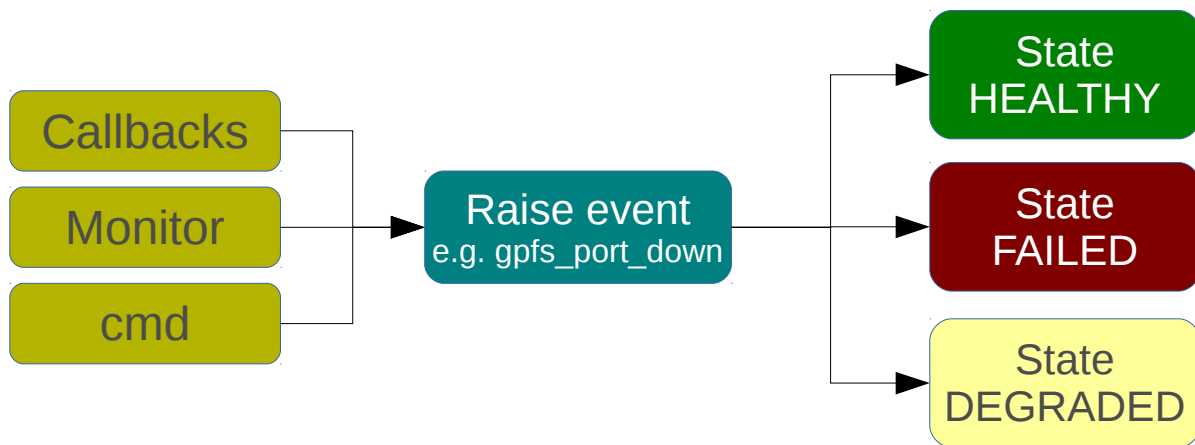 Callbacks
Monitor
cmd
Raise event
e.g. gpfs_port_down
State
HEALTHY
State
FAILED
State
DEGRADED